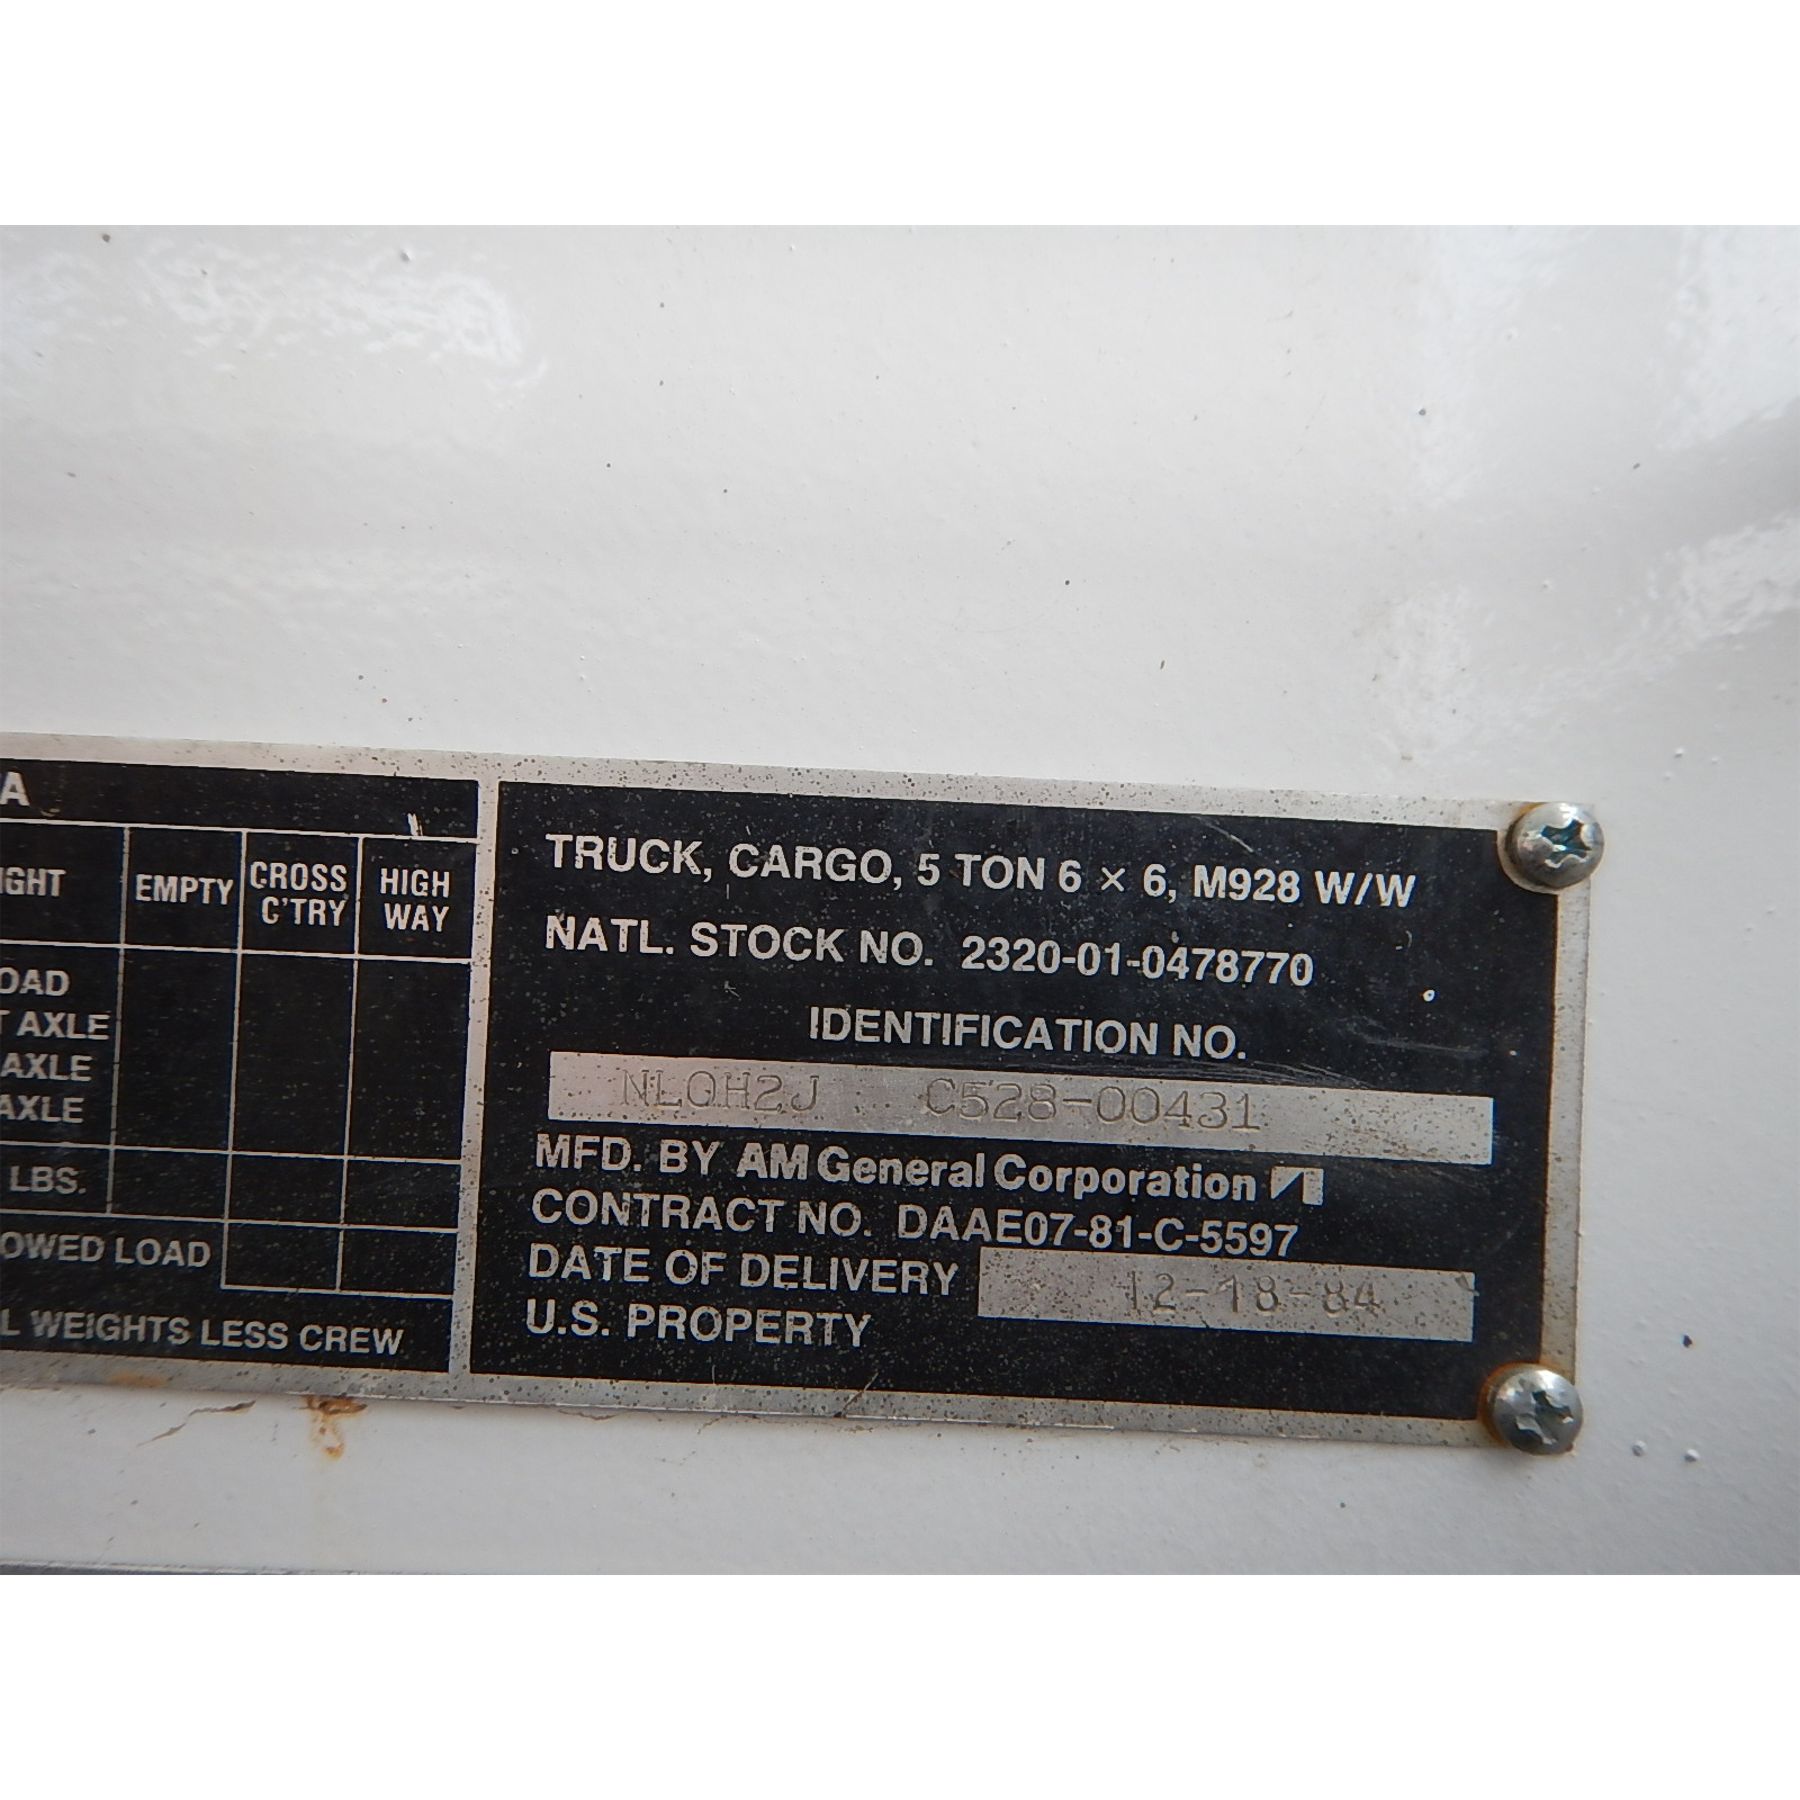 A
IGHT EMPTY CROSS C'TRY HIGH WAY
OAD
T AXLE
AXLE
AXLE
LBS.
OWED LOAD
L WEIGHTS LESS CREW
TRUCK, CARGO, 5 TON 6 × 6, M928 W/W
NATL. STOCK NO. 2320-01-0478770
IDENTIFICATION NO.
NL0H2J C528-00431
MFD. BY AM General Corporation
CONTRACT NO. DAAE07-81-C-5597
DATE OF DELIVERY 12-18-84
U.S. PROPERTY